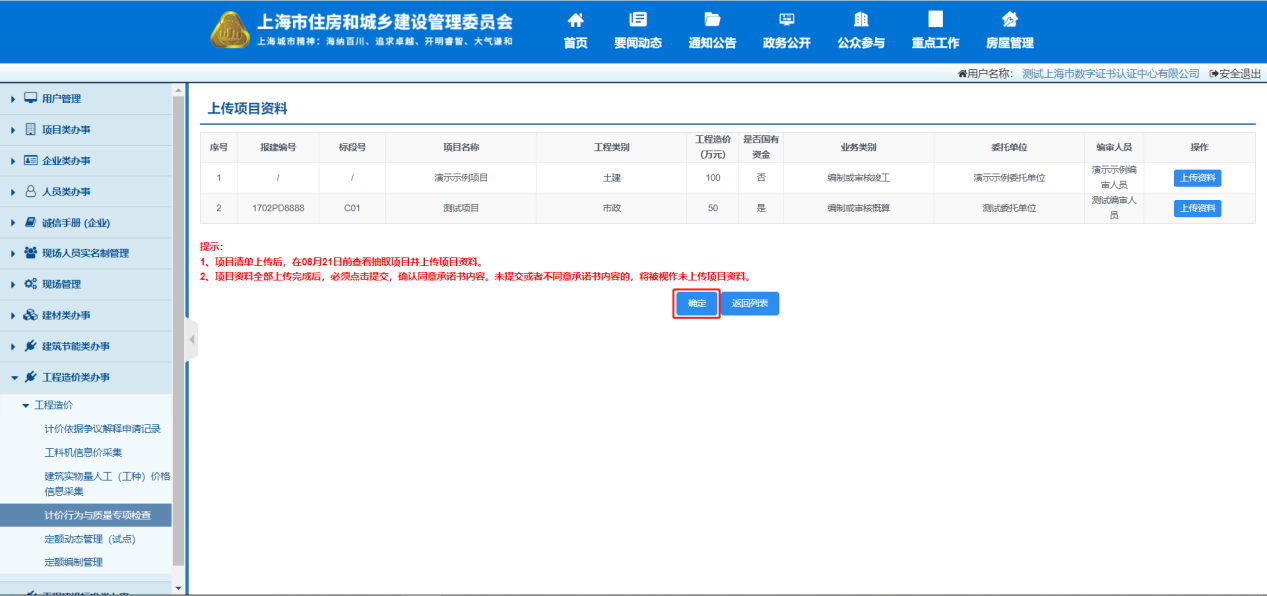 上海市住房和城乡建设管理委员会
上海城市精神：海纳百川、追求卓越、开明睿智、大气谦和
首页
要闻动态
通知公告
政务公开
公众参与
重点工作
房屋管理
用户名称： 测试上海市数字证书认证中心有限公司 安全退出
用户管理
项目类办事
企业类办事
人员类办事
诚信手册 (企业)
现场人员实名制管理
现场管理
建材类办事
建筑节能类办事
工程造价类办事
工程造价
计价依据争议解释申请记录
工料机信息价采集
建筑实物量人工（工种）价格
信息采集
计价行为与质量专项检查
定额动态管理（试点）
定额编制管理
上传项目资料
序号 报建编号 标段号 项目名称 工程类别 工程造价
(万元) 是否国有
资金 业务类别 委托单位 编审人员 操作
1 / / 演示示例项目 土建 100 否 编制或审核竣工 演示示例委托单位 演示示例编
审人员 上传资料
2 1702PD8888 C01 测试项目 市政 50 是 编制或审核概算 测试委托单位 测试编审人
员 上传资料
提示：
1、项目清单上传后，在08月21日前查看抽取项目并上传项目资料。
2、项目资料全部上传完成后，必须点击提交，确认同意承诺书内容。未提交或者不同意承诺书内容的，将被视作未上传项目资料。
确定
返回列表